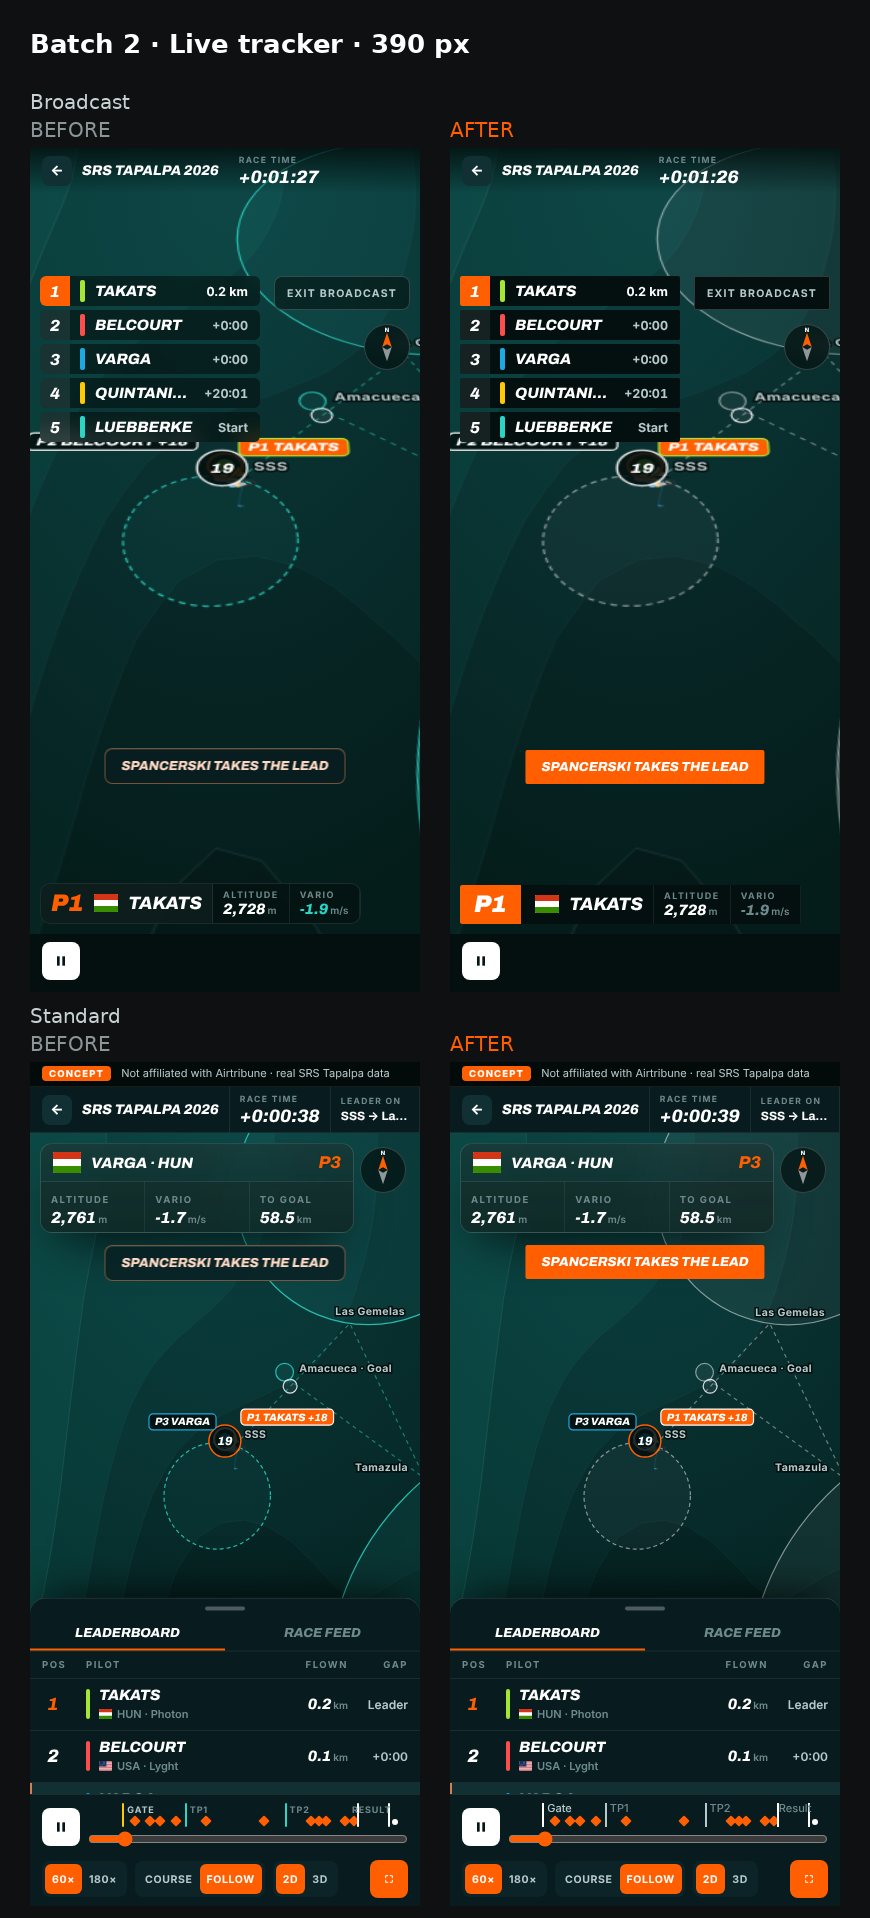 Batch 2 · Live tracker · 390 px
Broadcast
BEFORE
SRS TAPALPA 2026
RACE TIME
+0:01:27
1 TAKATS 0.2 km
EXIT BROADCAST
2 BELCOURT +0:00
N
3 VARGA +0:00
4 QUINTANI... +20:01
Amacueca
5 LUEBBERKE Start
P2 BELCOURT +18
P1 TAKATS
19
SSS
SPANCERSKI TAKES THE LEAD
P1 TAKATS
ALTITUDE
2,728 m
VARIO
-1.9 m/s
AFTER
SRS TAPALPA 2026
RACE TIME
+0:01:26
1 TAKATS 0.2 km
EXIT BROADCAST
2 BELCOURT +0:00
N
3 VARGA +0:00
4 QUINTANI... +20:01
Amacueca
5 LUEBBERKE Start
BELCOURT +18
P1 TAKATS
19
SSS
SPANCERSKI TAKES THE LEAD
P1 TAKATS
ALTITUDE
2,728 m
VARIO
-1.9 m/s
Standard
BEFORE
CONCEPT Not affiliated with Airtribune · real SRS Tapalpa data
SRS TAPALPA 2026
RACE TIME
+0:00:38
LEADER ON
SSS → La...
VARGA · HUN P3
N
ALTITUDE
2,761 m
VARIO
-1.7 m/s
TO GOAL
58.5 km
SPANCERSKI TAKES THE LEAD
Las Gemelas
Amacueca · Goal
P3 VARGA
P1 TAKATS +18
19
SSS
Tamazula
LEADERBOARD RACE FEED
POS PILOT FLOWN GAP
1 TAKATS 0.2 km Leader
HUN · Photon
2 BELCOURT 0.1 km +0:00
USA · Lyght
GATE TP1 TP2 RESULT
60× 180× COURSE FOLLOW 2D 3D
AFTER
CONCEPT Not affiliated with Airtribune · real SRS Tapalpa data
SRS TAPALPA 2026
RACE TIME
+0:00:39
LEADER ON
SSS → La...
VARGA · HUN P3
N
ALTITUDE
2,761 m
VARIO
-1.7 m/s
TO GOAL
58.5 km
SPANCERSKI TAKES THE LEAD
Las Gemelas
Amacueca · Goal
P3 VARGA
P1 TAKATS +18
19
SSS
Tamazula
LEADERBOARD RACE FEED
POS PILOT FLOWN GAP
1 TAKATS 0.2 km Leader
HUN · Photon
2 BELCOURT 0.1 km +0:00
USA · Lyght
Gate TP1 TP2 Result
60× 180× COURSE FOLLOW 2D 3D